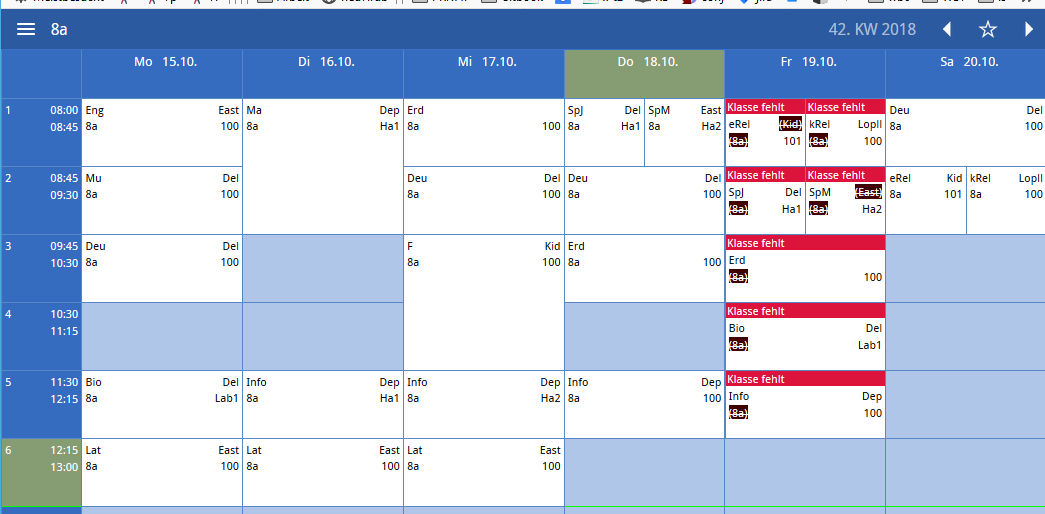 8a 42. KW 2018
Mo 15.10. Di 16.10. Mi 17.10. Do 18.10. Fr 19.10. Sa 20.10.
1 08:00 08:45
Eng East
8a 100
Ma Dep
8a Ha1
Erd
100
SpJ Del
8a Ha1
SpM East
8a Ha2
Klasse fehlt
eRel (Kid)
(8a) 101
Klasse fehlt
kRel Lopll
(8a) 100
Deu Del
8a 100
2 08:45 09:30
Mu Del
8a 100
Deu Del
8a 100
Deu Del
8a 100
Klasse fehlt
SpJ Del
(8a) Ha1
Klasse fehlt
SpM (East)
(8a) Ha2
eRel Kid
8a 101
kRel Lopll
8a 100
3 09:45 10:30
Deu Del
8a 100
F Kid
8a 100
Erd
8a 100
Klasse fehlt
Erd
(8a) 100
4 10:30 11:15
Klasse fehlt
Bio Del
(8a) Lab1
5 11:30 12:15
Bio Del
8a Lab1
Info Dep
8a Ha1
Info Dep
8a Ha2
Info Dep
8a 100
Klasse fehlt
Info Dep
(8a) 100
6 12:15 13:00
Lat East
8a 100
Lat East
8a 100
Lat East
8a 100